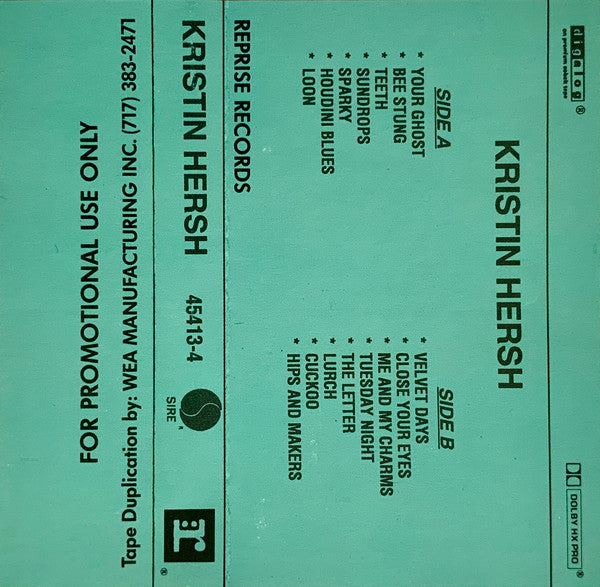 digalog ®
on premium cobalt tape
DOLBY HX PRO ®
KRISTIN HERSH
SIDE A
* YOUR GHOST
* BEE STUNG
* TEETH
* SUNDROPS
* SPARKY
* HOUDINI BLUES
* LOON
SIDE B
* VELVET DAYS
* CLOSE YOUR EYES
* ME AND MY CHARMS
* TUESDAY NIGHT
* THE LETTER
* LURCH
* CUCKOO
* HIPS AND MAKERS
REPRISE RECORDS
KRISTIN HERSH 45413-4 SIRE ® r ®
Tape Duplication by: WEA MANUFACTURING INC. (717) 383-2471
FOR PROMOTIONAL USE ONLY